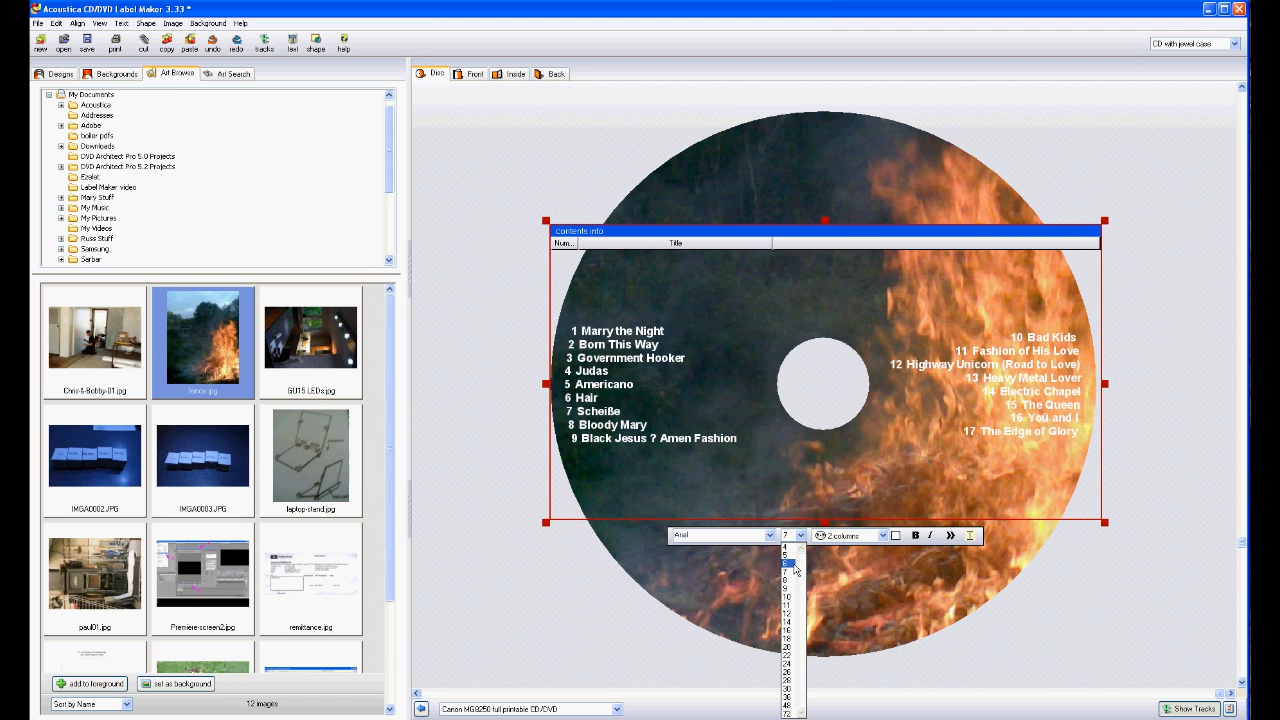 Acoustica CD/DVD Label Maker 3.33 *
File Edit Align View Text Shape Image Background Help
new open save print cut copy paste undo redo tracks text shape help
CD with jewel case
Designs Backgrounds Art Browse Art Search
Disc Front Inside Back
My Documents
Acoustica
Addresses
Adobe
boiler pdfs
Downloads
DVD Architect Pro 5.0 Projects
DVD Architect Pro 5.2 Projects
Ezalet
Label Maker video
Mary Stuff
My Music
My Pictures
My Videos
Russ Stuff
Samsung
Sarbar
Chris-&-Bobby-01.jpg fence.jpg GU15 LEDs.jpg
IMGA0002.JPG IMGA0003.JPG laptop-stand.jpg
paul01.jpg Premiere-screen2.jpg remittance.jpg
add to foreground set as background
Sort by Name 12 images
contents info
Num... Title
1 Marry the Night
2 Born This Way
3 Government Hooker
4 Judas
5 Americano
6 Hair
7 Scheiße
8 Bloody Mary
9 Black Jesus ? Amen Fashion
10 Bad Kids
11 Fashion of His Love
12 Highway Unicorn (Road to Love)
13 Heavy Metal Lover
14 Electric Chapel
15 The Queen
16 You and I
17 The Edge of Glory
Arial 7 2 columns B I
Canon MG8250 full printable CD/DVD Show Tracks